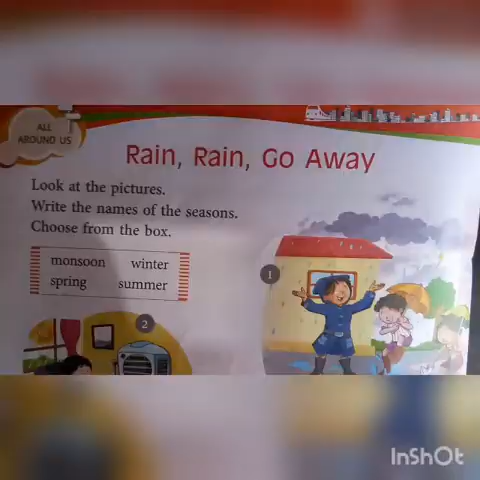 ALL
AROUND US
Rain, Rain, Go Away
Look at the pictures.
Write the names of the seasons.
Choose from the box.
monsoon winter
spring summer
1
2
InShOt